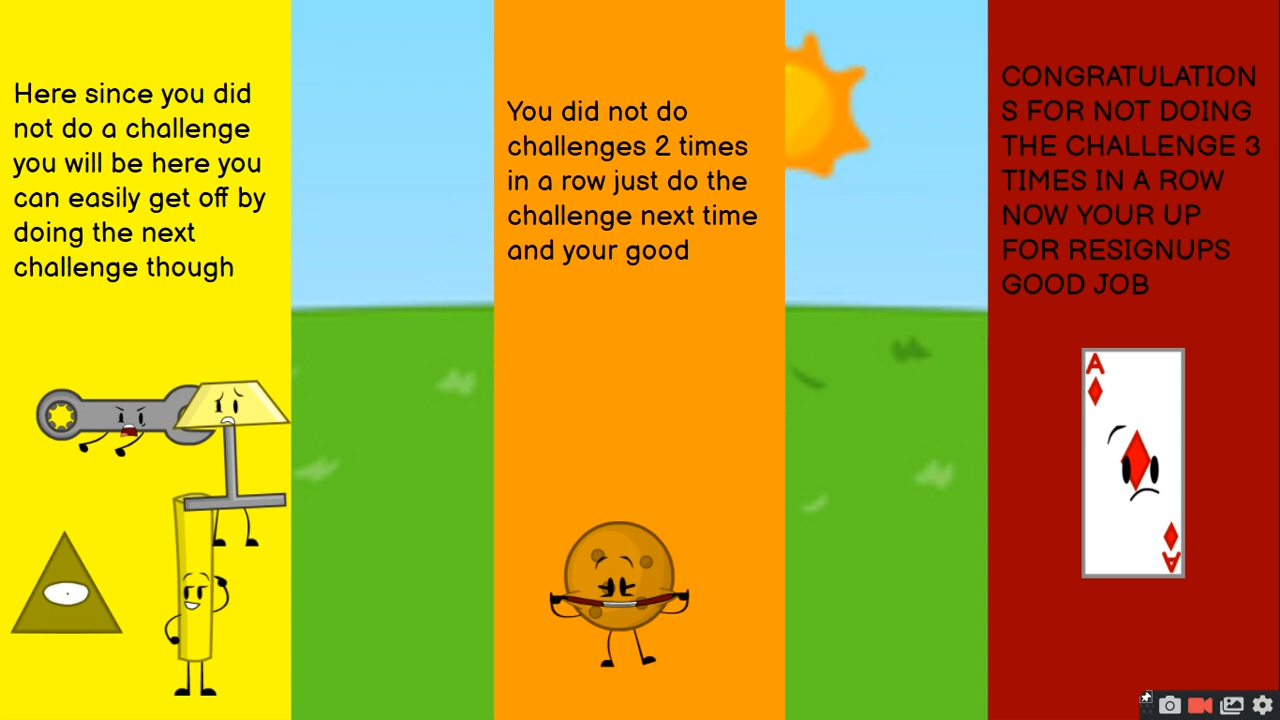 Here since you did
not do a challenge
you will be here you
can easily get off by
doing the next
challenge though
You did not do
challenges 2 times
in a row just do the
challenge next time
and your good
CONGRATULATION
S FOR NOT DOING
THE CHALLENGE 3
TIMES IN A ROW
NOW YOUR UP
FOR RESIGNUPS
GOOD JOB
A
A